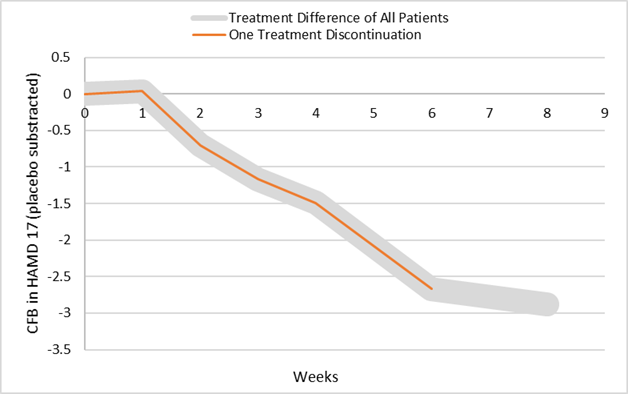 Treatment Difference of All Patients
One Treatment Discontinuation
CFB in HAMD 17 (placebo substracted)
0.5
0
-0.5
-1
-1.5
-2
-2.5
-3
-3.5
0 1 2 3 4 5 6 7 8 9
Weeks